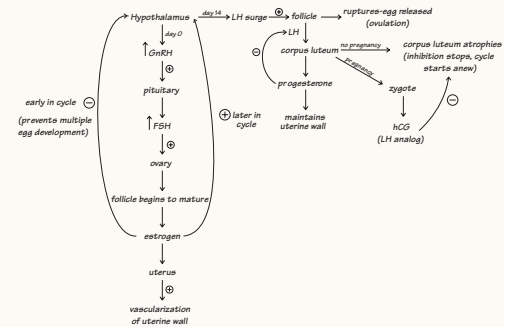 Hypothalamus
day 14
LH surge
+
follicle
ruptures-egg released
(ovulation)
day 0
LH
GnRH
+
−
corpus luteum
no pregnancy
corpus luteum atrophies
(inhibition stops, cycle
starts anew)
pregnancy
pituitary
progesterone
zygote
early in cycle
−
(prevents multiple
egg development)
FSH
+
+
later in
cycle
maintains
uterine wall
hCG
(LH analog)
−
ovary
follicle begins to mature
estrogen
uterus
+
vascularization
of uterine wall